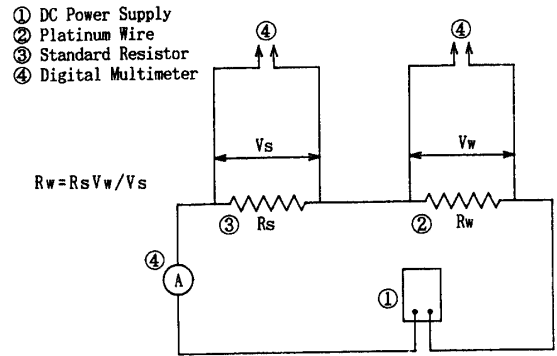 ① DC Power Supply
② Platinum Wire
③ Standard Resistor
④ Digital Multimeter
④ ④
Vs Vw
Rw=RsVw/Vs
③ Rs ② Rw
④
A
①